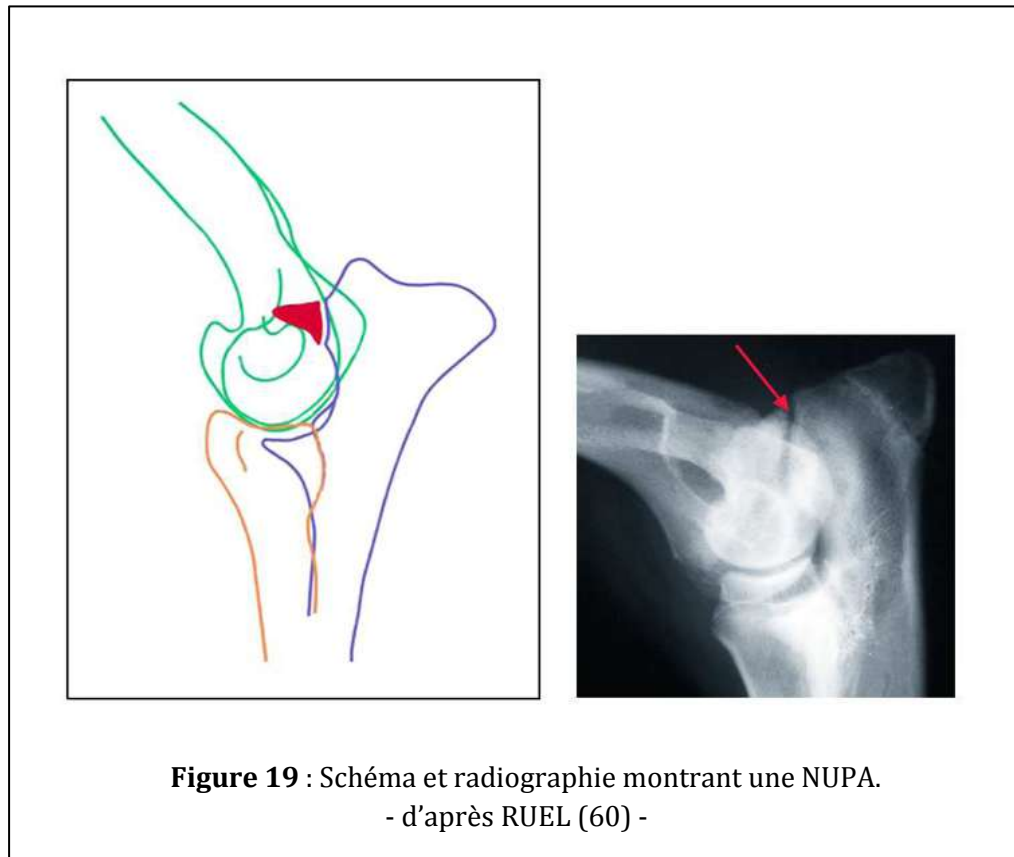 Figure 19 : Schéma et radiographie montrant une NUPA.
- d'après RUEL (60) -